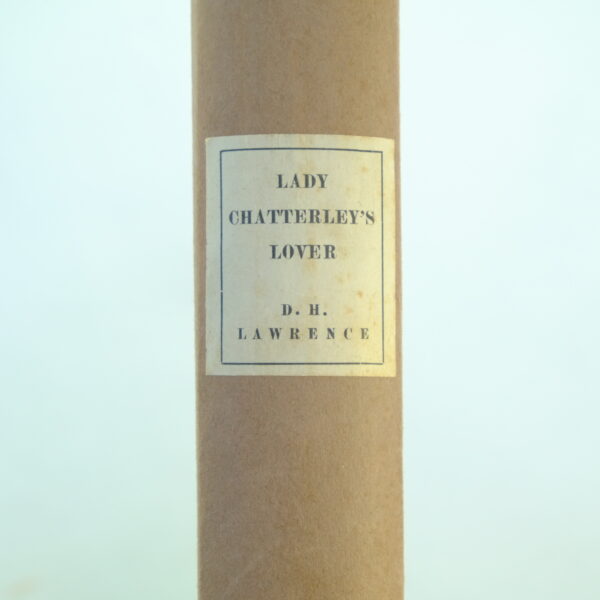 LADY
CHATTERLEY'S
LOVER
D. H.
LAWRENCE